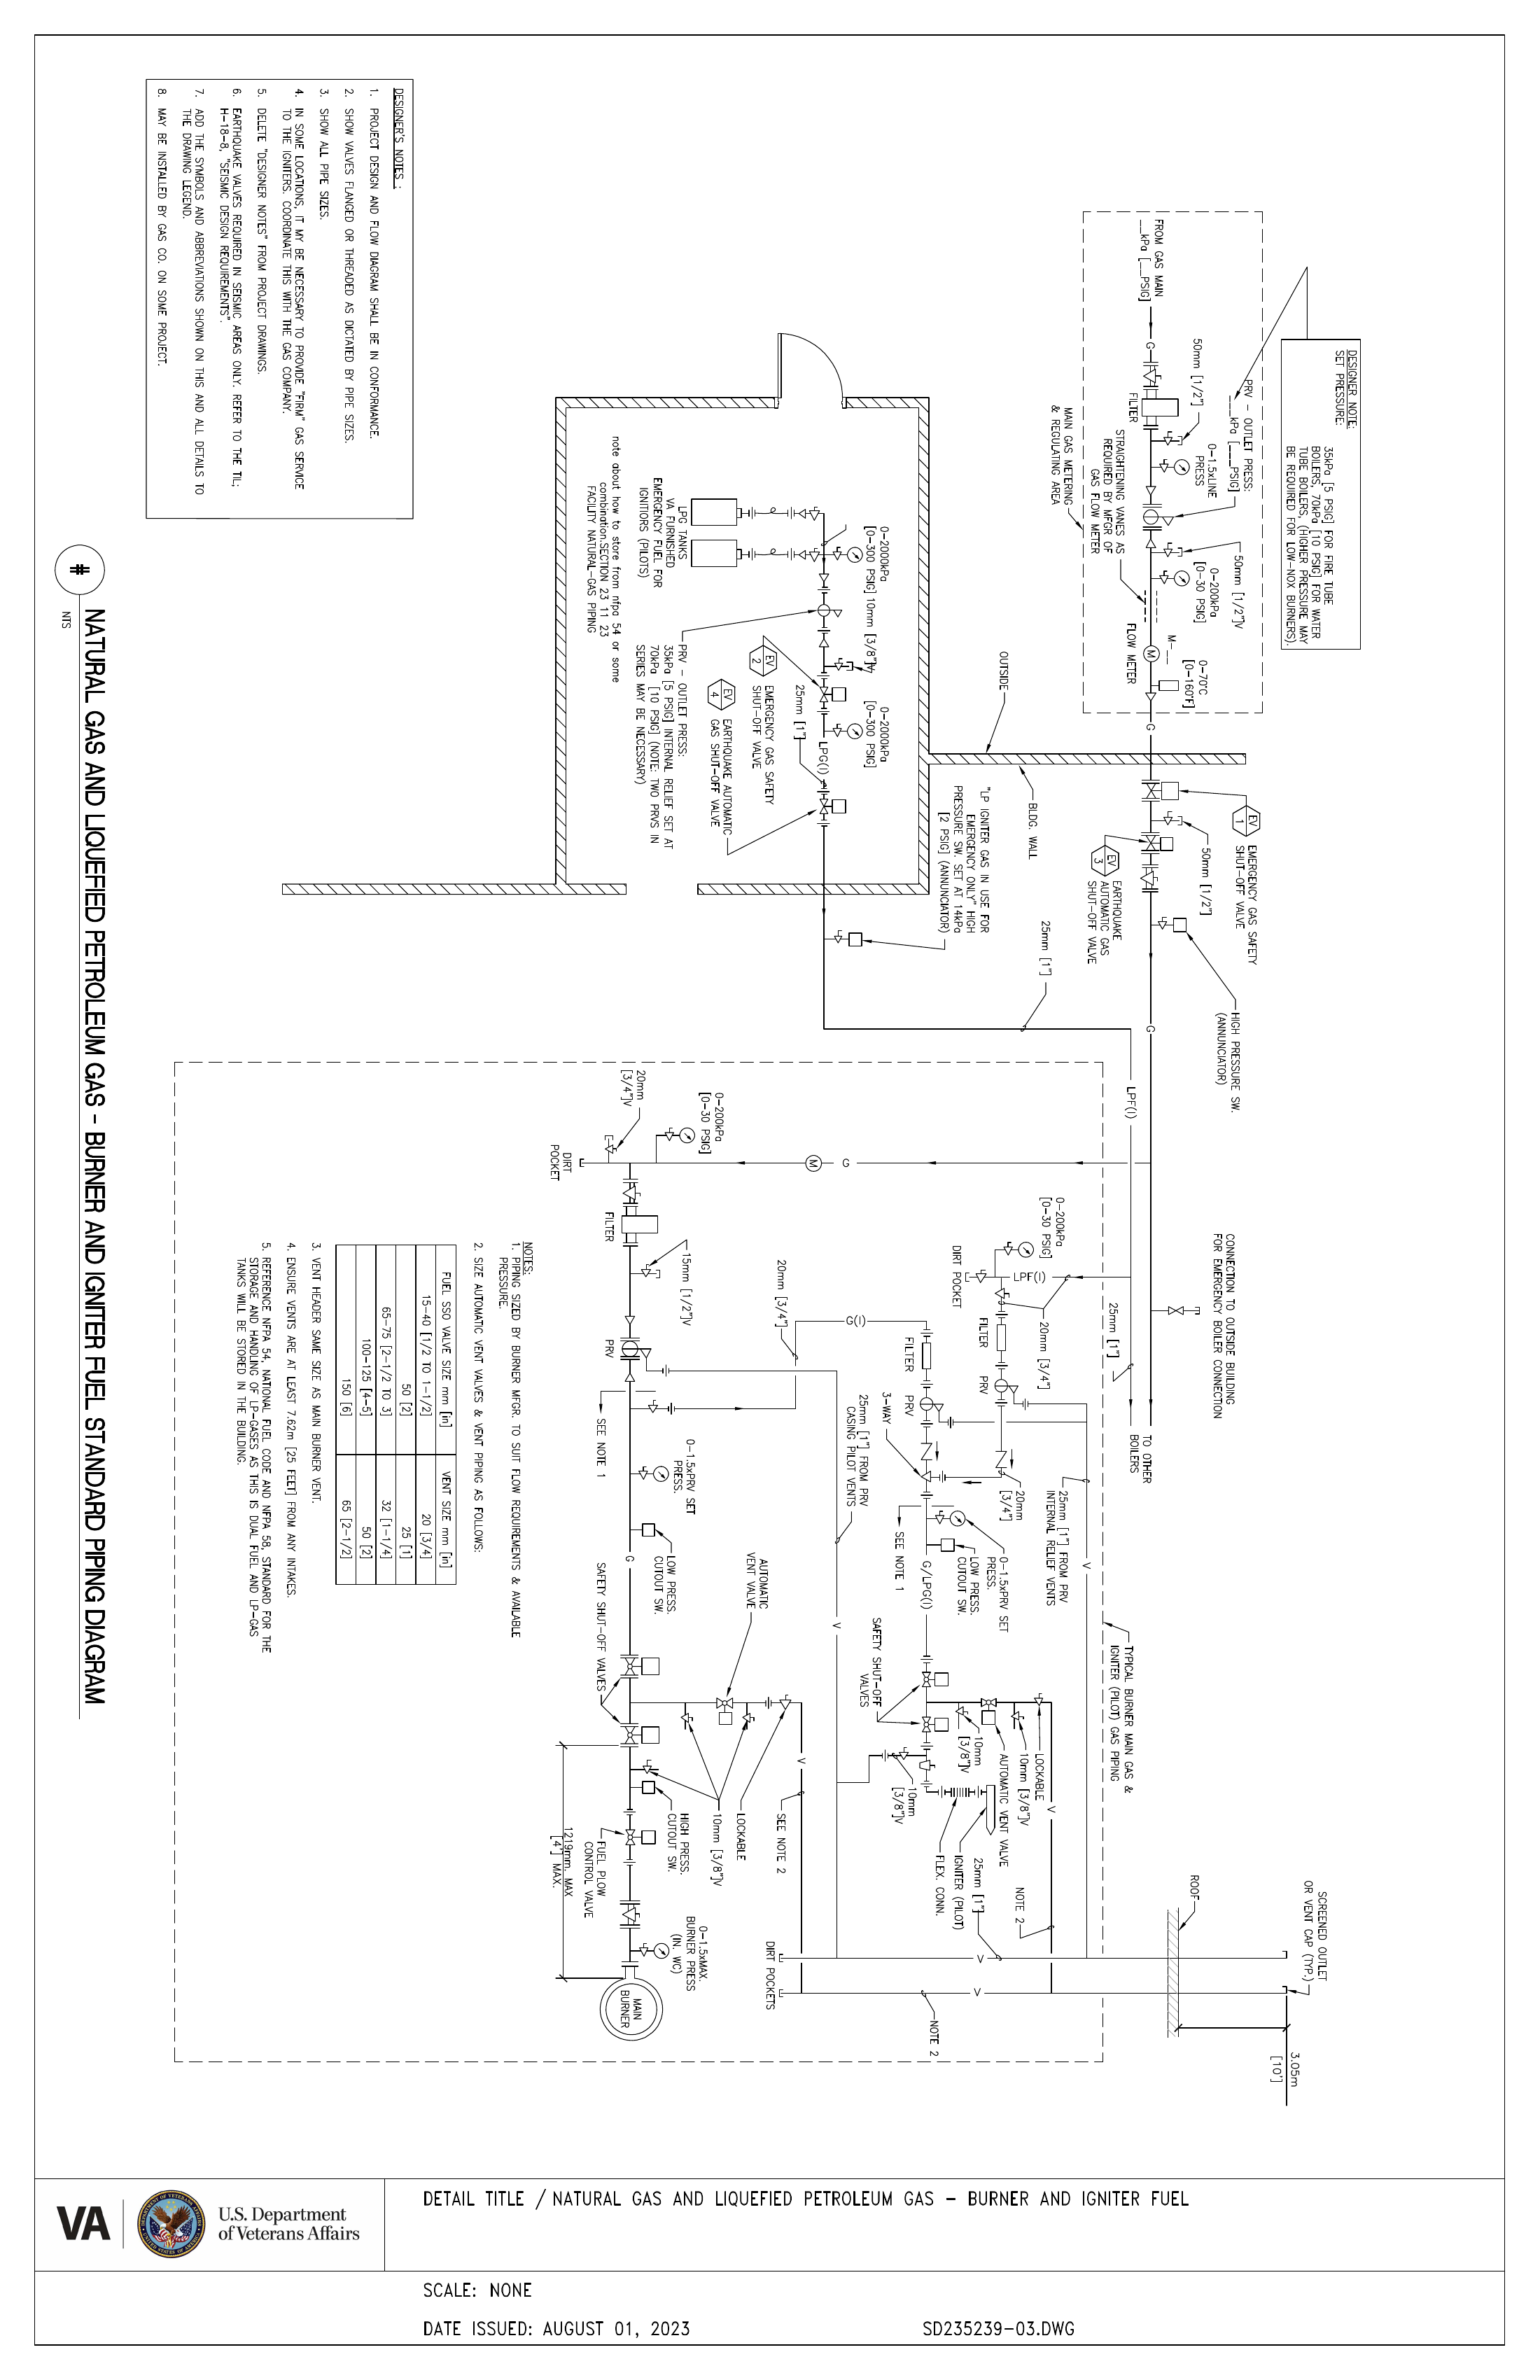 DESIGNER NOTE:
SET PRESSURE:
35kPa [5 PSIG] FOR FIRE TUBE
BOILERS, 70kPa [10 PSIG] FOR WATER
TUBE BOILERS, (HIGHER PRESSURE MAY
BE REQUIRED FOR LOW-NOX BURNERS).
FROM GAS MAIN
__kPa [__PSIG]
G
50mm [1/2"]
FILTER
PRV - OUTLET PRESS:
___kPa [___PSIG]
0-1.5xLINE
PRESS
STRAIGHTENING VANES AS
REQUIRED BY MFGR OF
GAS FLOW METER
MAIN GAS METERING
& REGULATING AREA
50mm [1/2"]V
0-200kPa
[0-30 PSIG]
FLOW METER
M-__
M
0-70°C
[0-160°F]
G
OUTSIDE
BLDG. WALL
EV
1
EMERGENCY GAS SAFETY
SHUT-OFF VALVE
50mm [1/2"]
EV
3
EARTHQUAKE
AUTOMATIC GAS
SHUT-OFF VALVE
HIGH PRESSURE SW.
(ANNUNCIATOR)
G
"LP IGNITER GAS IN USE FOR
EMERGENCY ONLY" HIGH
PRESSURE SW. SET AT 14kPa
[2 PSIG] (ANNUNCIATOR)
25mm [1"]
LPF(I)
CONNECTION TO OUTSIDE BUILDING
FOR EMERGENCY BOILER CONNECTION
TO OTHER
BOILERS
25mm [1"]
0-2000kPa
[0-300 PSIG]
10mm [3/8"]V
0-2000kPa
[0-300 PSIG]
LPG(I)
25mm [1"]
LPG TANKS
VA FURNISHED
EMERGENCY FUEL FOR
IGNITIORS (PILOTS)
note about how to store from nfpa 54 or some
combination.SECTION 23 11 23
FACILITY NATURAL-GAS PIPING
EV
2
EMERGENCY GAS SAFETY
SHUT-OFF VALVE
EV
4
EARTHQUAKE AUTOMATIC
GAS SHUT-OFF VALVE
PRV - OUTLET PRESS:
35kPa [5 PSIG] INTERNAL RELIEF SET AT
70kPa [10 PSIG] (NOTE: TWO PRVS IN
SERIES MAY BE NECESSARY)
0-200kPa
[0-30 PSIG]
DIRT
POCKET
LPF(I)
20mm [3/4"]
FILTER
PRV
20mm
[3/4"]
25mm [1"] FROM PRV
INTERNAL RELIEF VENTS
V
TYPICAL BURNER MAIN GAS &
IGNITER (PILOT) GAS PIPING
SCREENED OUTLET
OR VENT CAP (TYP.)
ROOF
3.05m
[10']
G(I)
FILTER
PRV
3-WAY
25mm [1"] FROM PRV
CASING PILOT VENTS
20mm [3/4"]
SEE NOTE 1
0-1.5xPRV SET
PRESS.
LOW PRESS.
CUTOUT SW.
G/LPG(I)
SAFETY SHUT-OFF
VALVES
10mm
[3/8"]V
LOCKABLE
10mm [3/8"]V
AUTOMATIC VENT VALVE
10mm
[3/8"]V
IGNITER (PILOT)
FLEX. CONN.
25mm [1"]
NOTE 2
V
V
V
NOTE 2
V
DIRT POCKETS
G
M
0-200kPa
[0-30 PSIG]
20mm
[3/4"]V
DIRT
POCKET
FILTER
15mm [1/2"]V
PRV
SEE NOTE 1
0-1.5xPRV SET
PRESS.
LOW PRESS.
CUTOUT SW.
G
SAFETY SHUT-OFF VALVES
AUTOMATIC
VENT VALVE
V
SEE NOTE 2
LOCKABLE
10mm [3/8"]V
HIGH PRESS.
CUTOUT SW.
FUEL PLOW
CONTROL VALVE
1219mm. MAX
[4'] MAX.
0-1.5xMAX.
BURNER PRESS
(IN. WC)
MAIN
BURNER
NOTES:
1. PIPING SIZED BY BURNER MFGR. TO SUIT FLOW REQUIREMENTS & AVAILABLE
PRESSURE.
2. SIZE AUTOMATIC VENT VALVES & VENT PIPING AS FOLLOWS:
FUEL SSO VALVE SIZE mm [in] VENT SIZE mm [in]
15-40 [1/2 TO 1-1/2] 20 [3/4]
50 [2] 25 [1]
65-75 [2-1/2 TO 3] 32 [1-1/4]
100-125 [4-5] 50 [2]
150 [6] 65 [2-1/2]
3. VENT HEADER SAME SIZE AS MAIN BURNER VENT.
4. ENSURE VENTS ARE AT LEAST 7.62m [25 FEET] FROM ANY INTAKES.
5. REFERENCE NFPA 54, NATIONAL FUEL CODE AND NFPA 58, STANDARD FOR THE
STORAGE AND HANDLING OF LP-GASES AS THIS IS DUAL FUEL AND LP-GAS
TANKS WILL BE STORED IN THE BUILDING.
DESIGNER'S NOTES :
1. PROJECT DESIGN AND FLOW DIAGRAM SHALL BE IN CONFORMANCE.
2. SHOW VALVES FLANGED OR THREADED AS DICTATED BY PIPE SIZES.
3. SHOW ALL PIPE SIZES.
4. IN SOME LOCATIONS, IT MY BE NECESSARY TO PROVIDE "FIRM" GAS SERVICE
TO THE IGNITERS. COORDINATE THIS WITH THE GAS COMPANY.
5. DELETE "DESIGNER NOTES" FROM PROJECT DRAWINGS.
6. EARTHQUAKE VALVES REQUIRED IN SEISMIC AREAS ONLY. REFER TO THE TIL;
H-18-8, "SEISMIC DESIGN REQUIREMENTS".
7. ADD THE SYMBOLS AND ABBREVIATIONS SHOWN ON THIS AND ALL DETAILS TO
THE DRAWING LEGEND.
8. MAY BE INSTALLED BY GAS CO. ON SOME PROJECT.
# NATURAL GAS AND LIQUEFIED PETROLEUM GAS - BURNER AND IGNITER FUEL STANDARD PIPING DIAGRAM
NTS
VA
U.S. Department
of Veterans Affairs
DETAIL TITLE / NATURAL GAS AND LIQUEFIED PETROLEUM GAS - BURNER AND IGNITER FUEL
SCALE: NONE
DATE ISSUED: AUGUST 01, 2023 SD235239-03.DWG